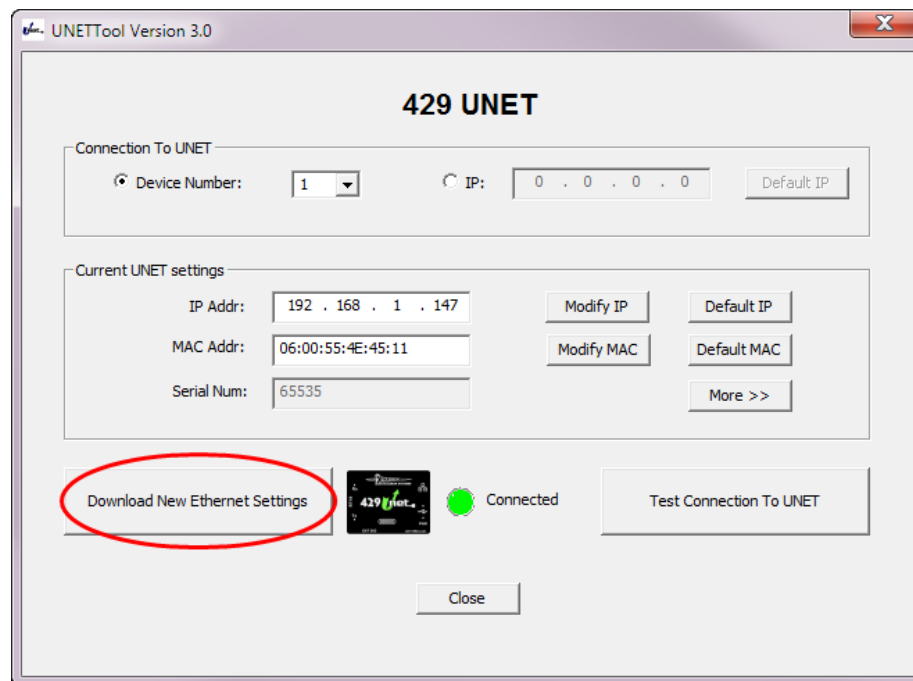 UNETTool Version 3.0
429 UNET
Connection To UNET
Device Number: 1 IP: 0 . 0 . 0 . 0 Default IP
Current UNET settings
IP Addr: 192 . 168 . 1 . 147 Modify IP Default IP
MAC Addr: 06:00:55:4E:45:11 Modify MAC Default MAC
Serial Num: 65535 More >>
Download New Ethernet Settings 429 Unet Connected Test Connection To UNET
Close